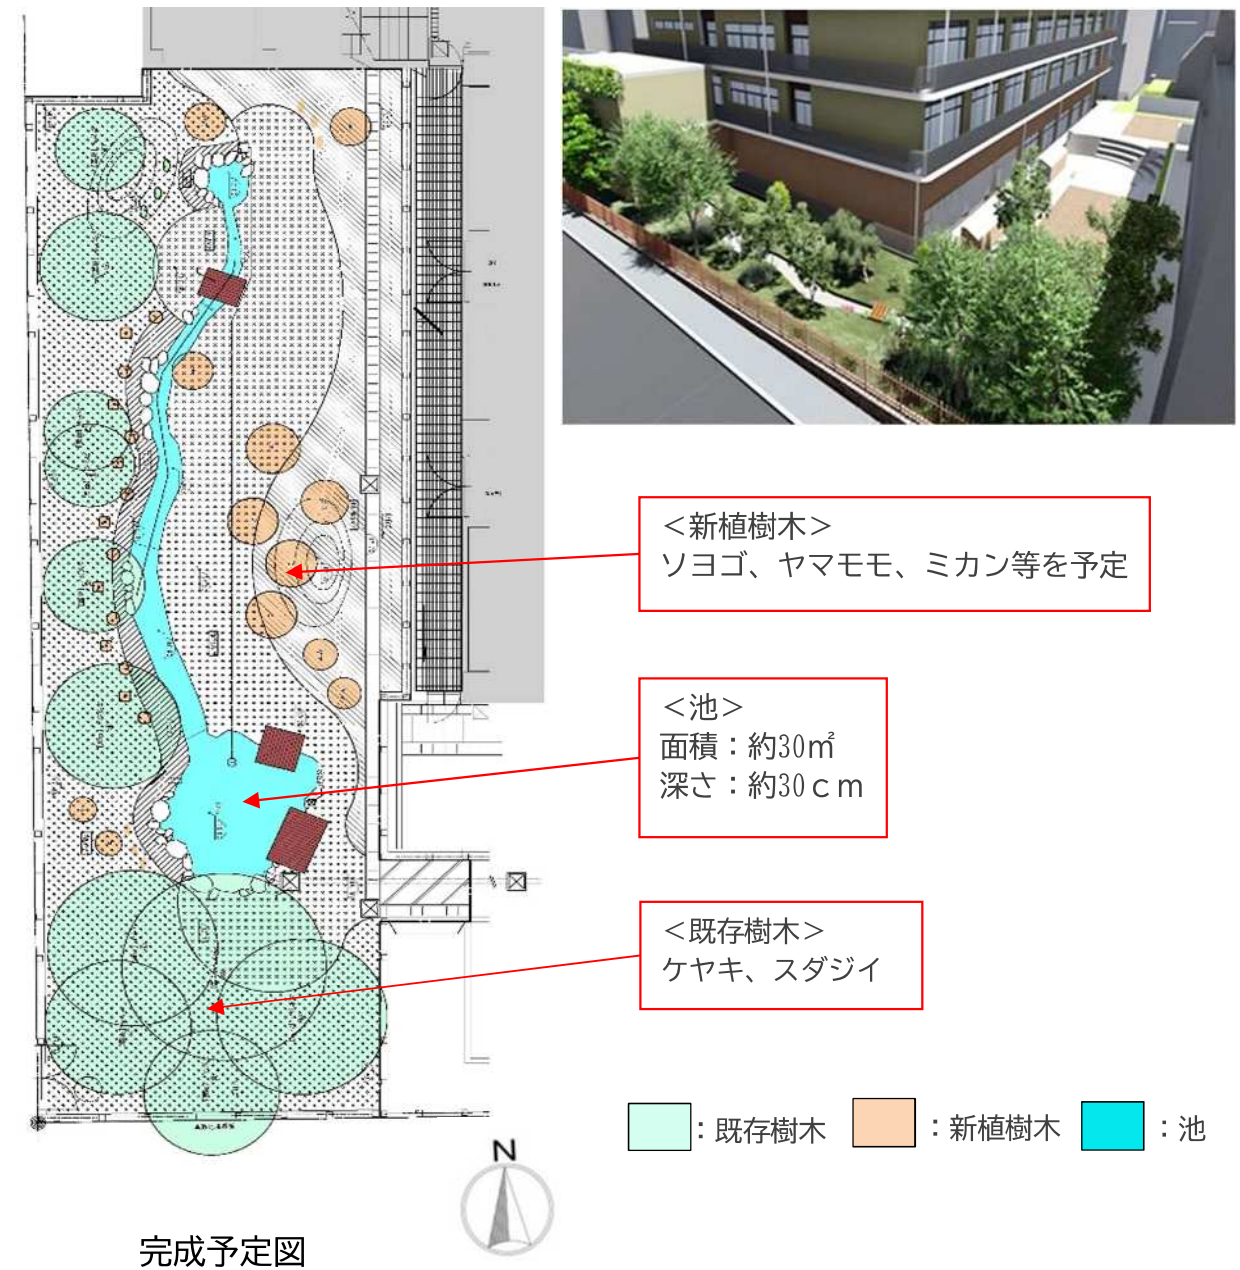 ＜新植樹木＞
ソヨゴ、ヤマモモ、ミカン等を予定
＜池＞
面積：約30㎡
深さ：約30ｃｍ
＜既存樹木＞
ケヤキ、スダジイ
：既存樹木
：新植樹木
：池
N
完成予定図